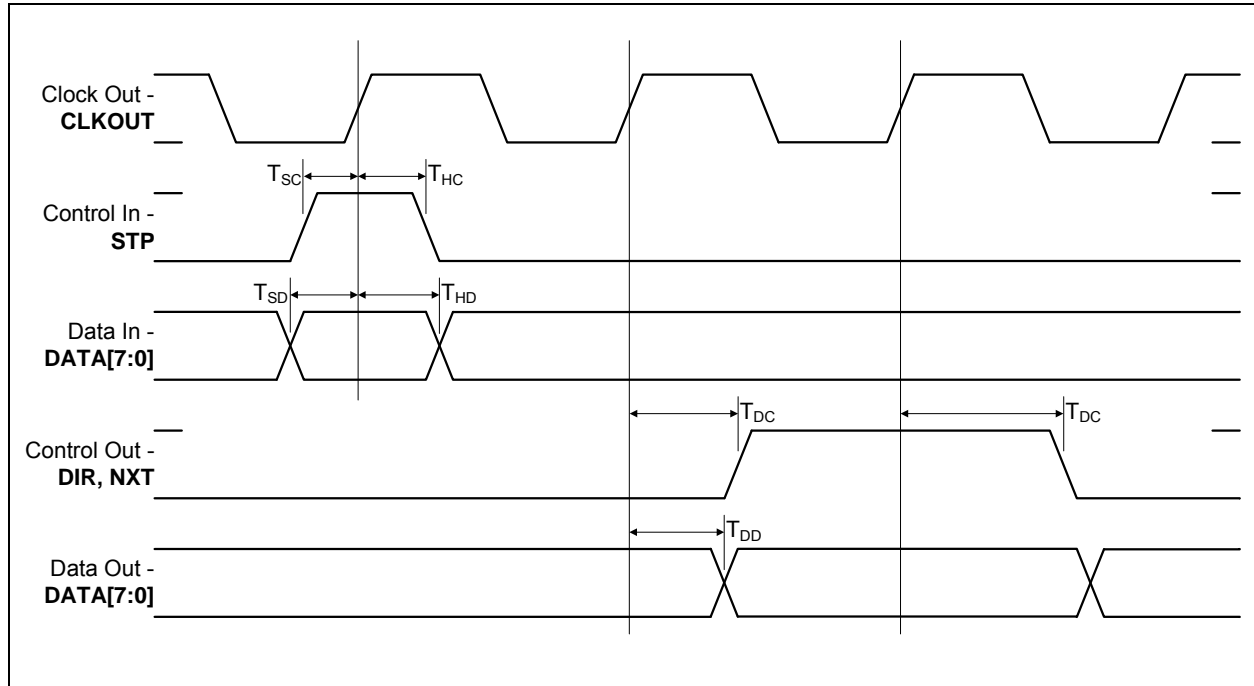 Clock Out -
CLKOUT
T_SC
T_HC
Control In -
STP
T_SD
T_HD
Data In -
DATA[7:0]
T_DC
T_DC
Control Out -
DIR, NXT
T_DD
Data Out -
DATA[7:0]